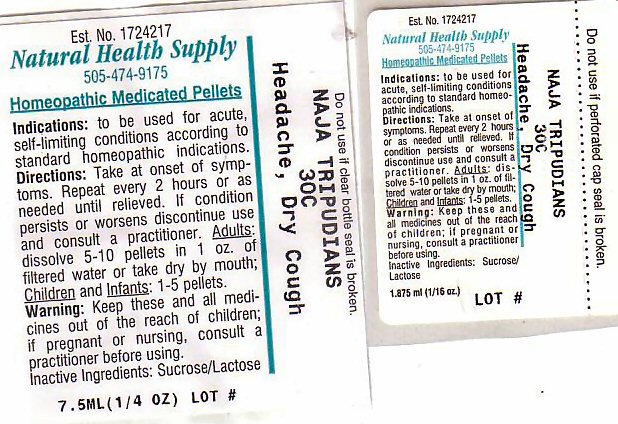 Est. No. 1724217
Natural Health Supply
505-474-9175
Homeopathic Medicated Pellets
Indications: to be used for acute,
self-limiting conditions according to
standard homeopathic indications.
Directions: Take at onset of symp-
toms. Repeat every 2 hours or as
needed until relieved. If condition
persists or worsens discontinue use
and consult a practitioner. Adults:
dissolve 5-10 pellets in 1 oz. of
filtered water or take dry by mouth;
Children and Infants: 1-5 pellets.
Warning: Keep these and all medi-
cines out of the reach of children;
if pregnant or nursing, consult a
practitioner before using.
Inactive Ingredients: Sucrose/Lactose
7.5ML(1/4 OZ) LOT #
Do not use if clear bottle seal is broken.
NAJA TRIPUDIANS
30C
Headache, Dry Cough
Est. No. 1724217
Natural Health Supply
505-474-9175
Homeopathic Medicated Pellets
Indications: to be used for
acute, self-limiting conditions
according to standard homeo-
pathic indications.
Directions: Take at onset of
symptoms. Repeat every 2 hours
or as needed until relieved. If
condition persists or worsens
discontinue use and consult a
practitioner. Adults: dis-
solve 5-10 pellets in 1 oz. of fil-
tered water or take dry by mouth;
Children and Infants: 1-5 pellets.
Warning: Keep these and
all medicines out of the reach
of children; if pregnant or
nursing, consult a practitioner
before using.
Inactive Ingredients: Sucrose/
Lactose
1.875 ml (1/16 oz.) LOT #
NAJA TRIPUDIANS
30C
Headache, Dry Cough
Do not use if perforated cap seal is broken.